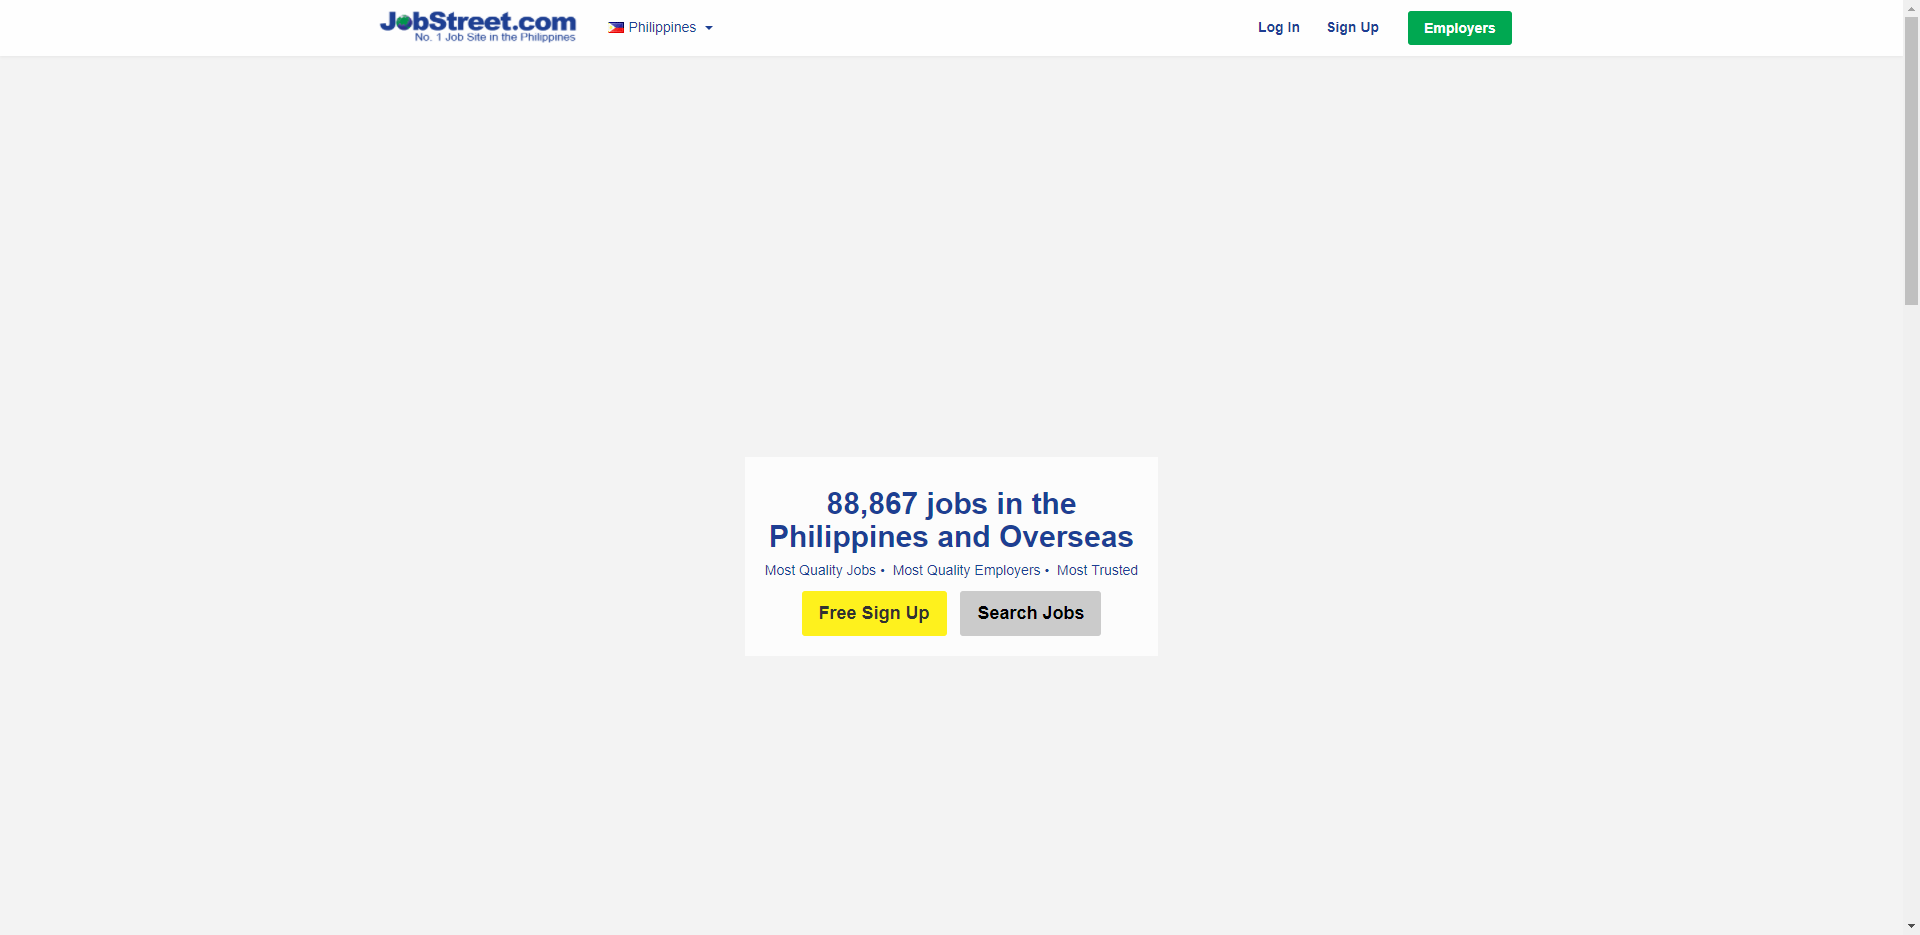 JobStreet.com
No. 1 Job Site in the Philippines
Philippines
Log In
Sign Up
Employers
88,867 jobs in the
Philippines and Overseas
Most Quality Jobs • Most Quality Employers • Most Trusted
Free Sign Up
Search Jobs